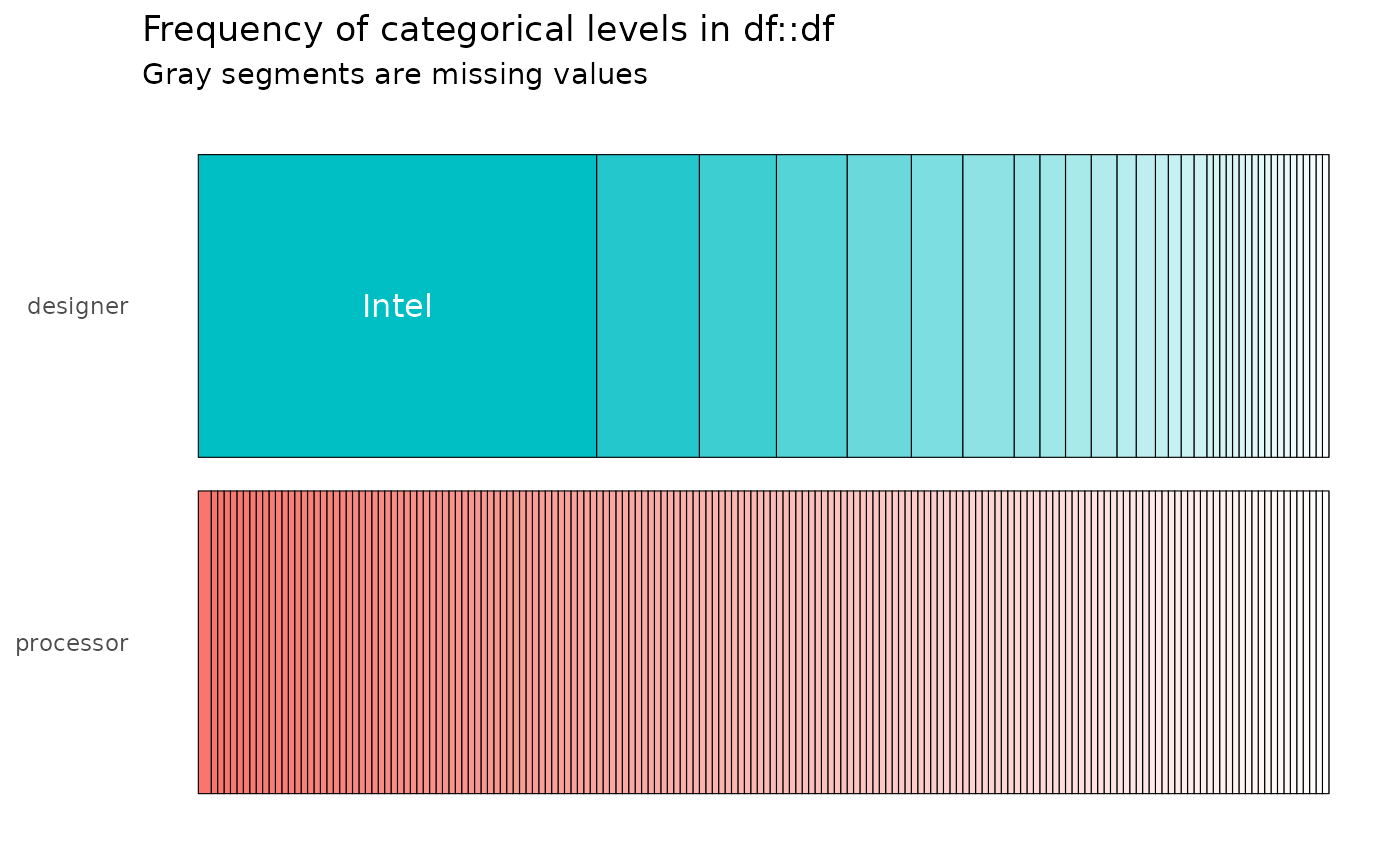 Frequency of categorical levels in df::df
Gray segments are missing values
designer
Intel
processor